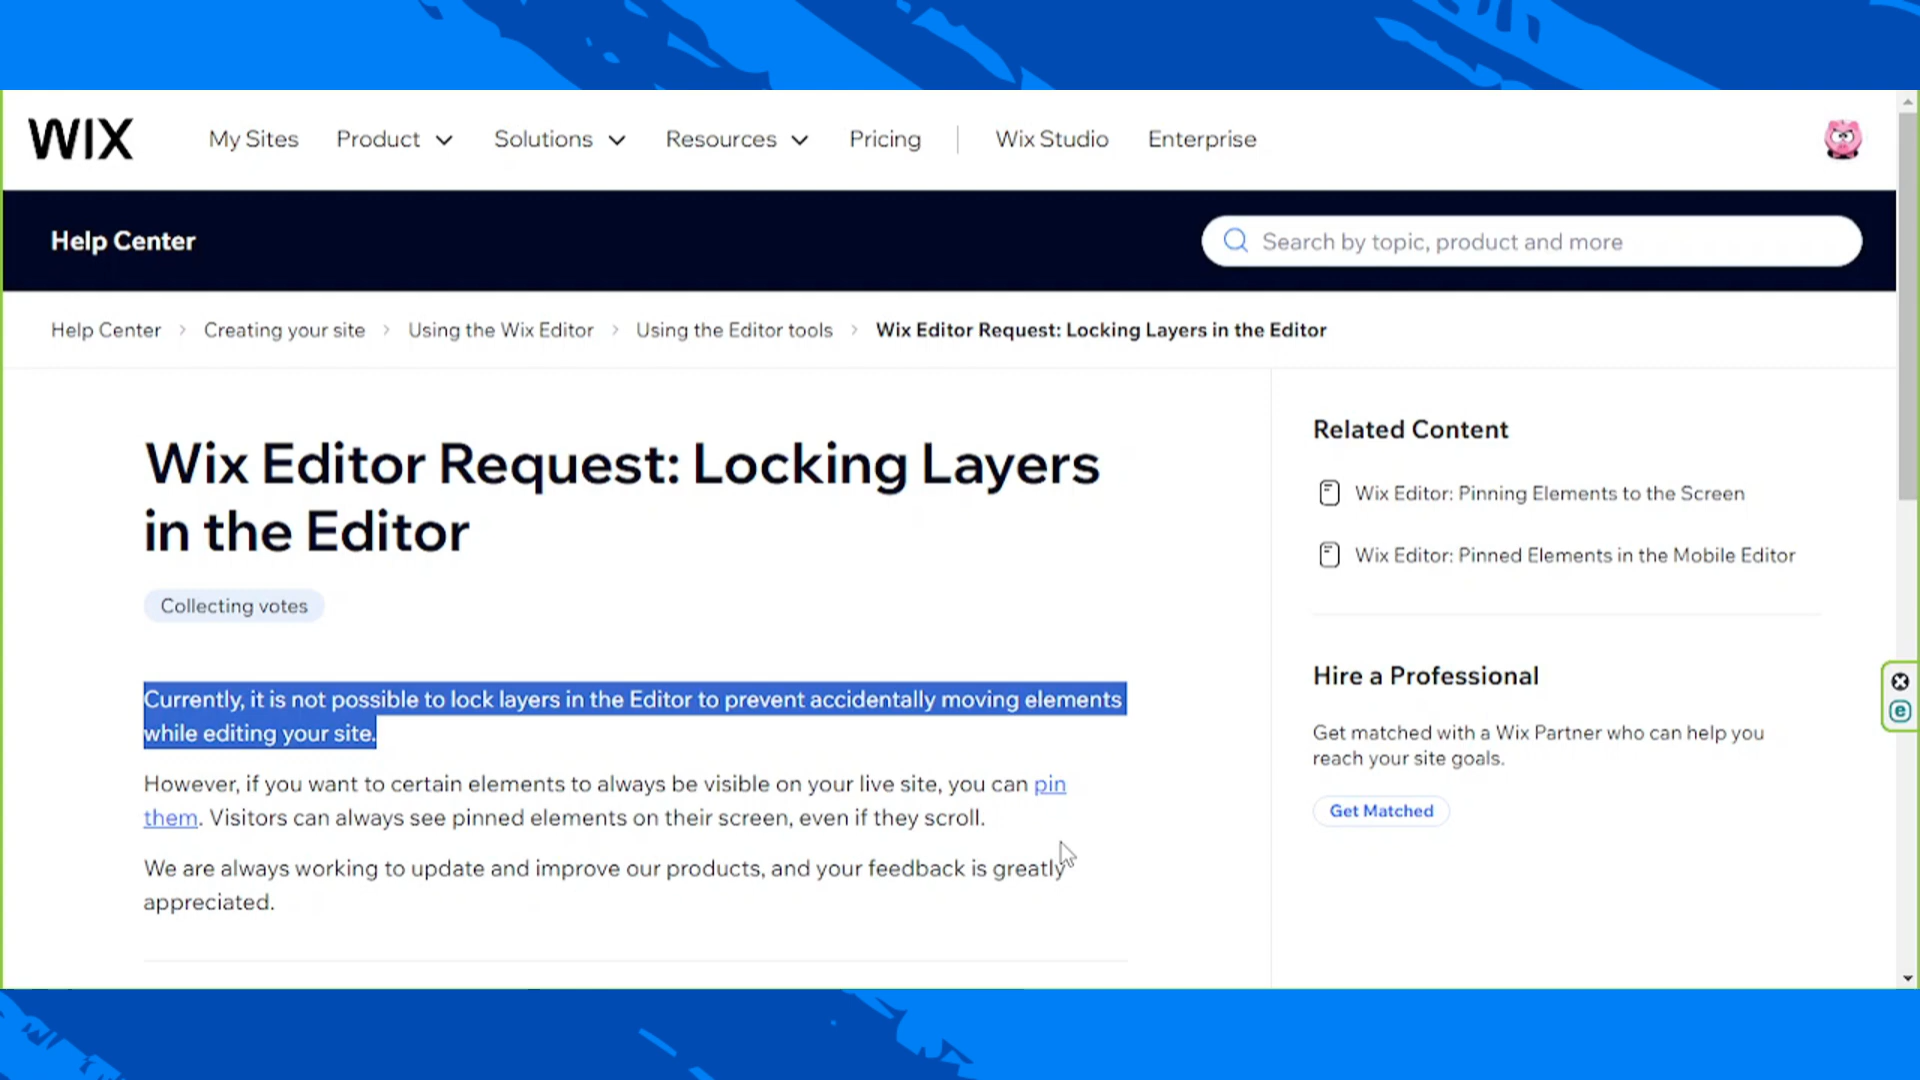 WIX
My Sites Product Solutions Resources Pricing Wix Studio Enterprise
Help Center
Search by topic, product and more
Help Center Creating your site Using the Wix Editor Using the Editor tools Wix Editor Request: Locking Layers in the Editor
Wix Editor Request: Locking Layers
in the Editor
Collecting votes
Currently, it is not possible to lock layers in the Editor to prevent accidentally moving elements
while editing your site.
However, if you want to certain elements to always be visible on your live site, you can pin
them. Visitors can always see pinned elements on their screen, even if they scroll.
We are always working to update and improve our products, and your feedback is greatly
appreciated.
Related Content
Wix Editor: Pinning Elements to the Screen
Wix Editor: Pinned Elements in the Mobile Editor
Hire a Professional
Get matched with a Wix Partner who can help you
reach your site goals.
Get Matched